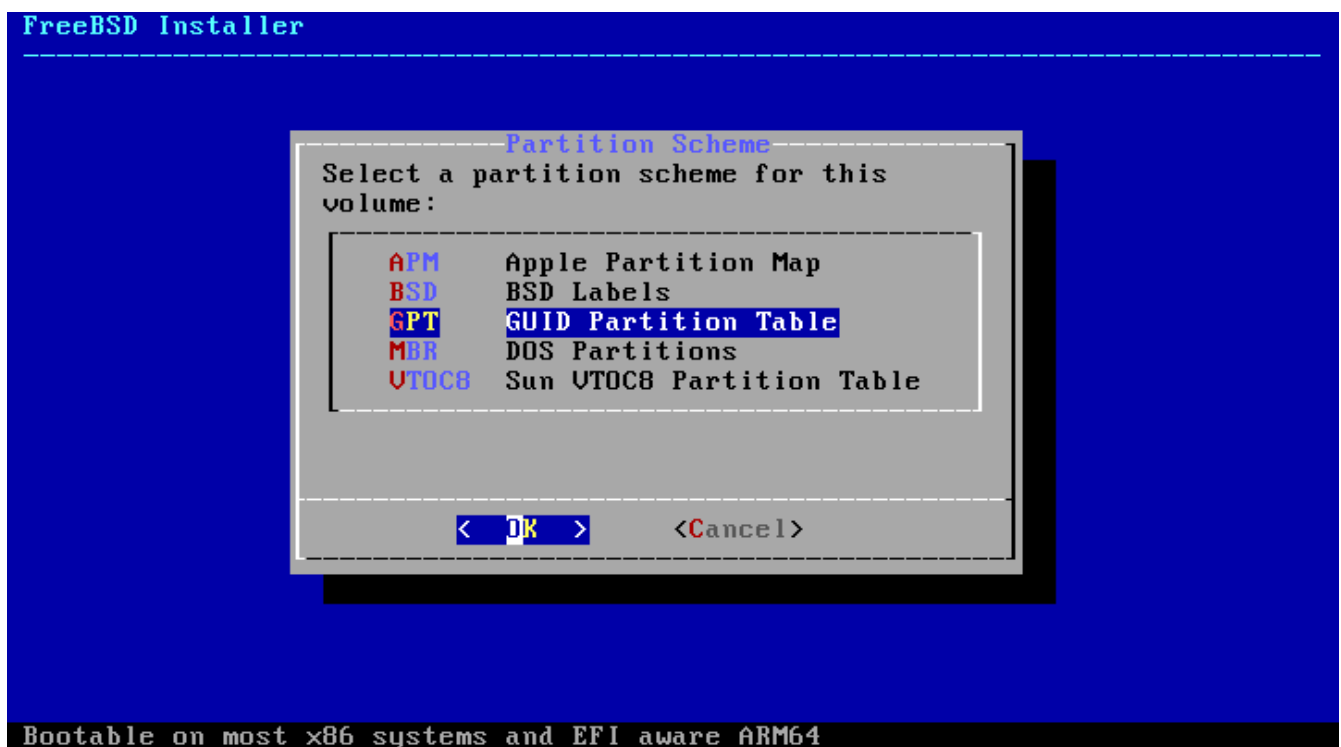 FreeBSD Installer
Partition Scheme
Select a partition scheme for this
volume:
APM Apple Partition Map
BSD BSD Labels
GPT GUID Partition Table
MBR DOS Partitions
VTOC8 Sun VTOC8 Partition Table
< OK > <Cancel>
Bootable on most x86 systems and EFI aware ARM64